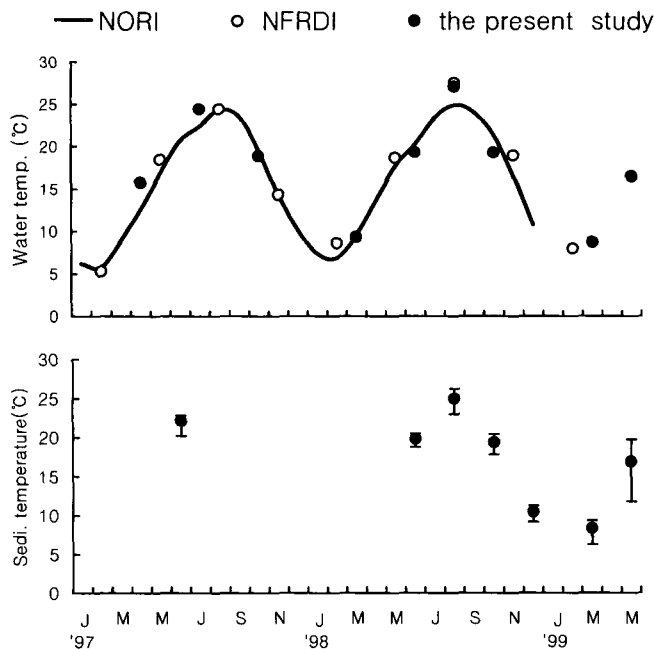 NORI NFRDI the present study
30
25
20
15
10
5
0
Water temp. (℃)
30
25
20
15
10
5
0
Sedi. temperature(℃)
J M M J S N J M M J S N J M M
'97 '98 '99